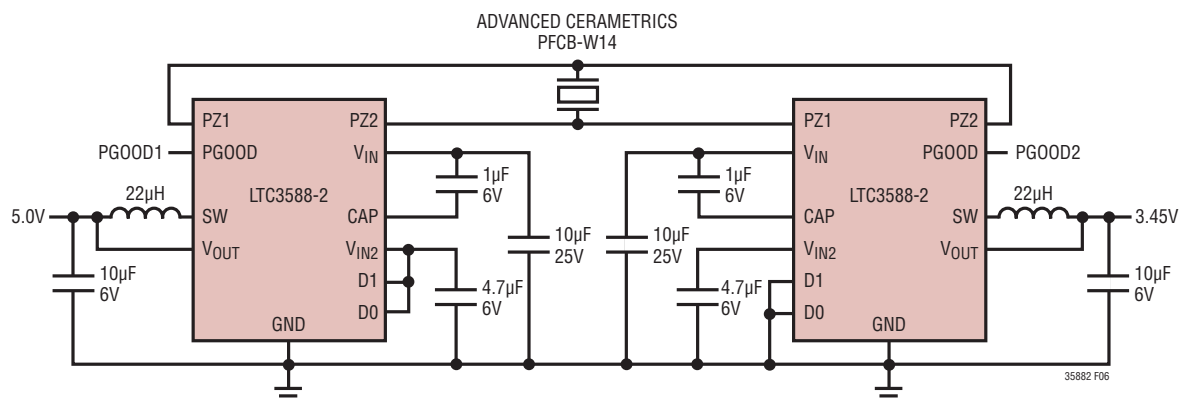 ADVANCED CERAMETRICS
PFCB-W14
PZ1
PZ2
PZ1
PZ2
PGOOD1
PGOOD
VIN
VIN
PGOOD
PGOOD2
1µF
6V
1µF
6V
22µH
LTC3588-2
LTC3588-2
22µH
5.0V
SW
CAP
CAP
SW
3.45V
10µF
25V
10µF
25V
VOUT
VIN2
VIN2
VOUT
10µF
6V
D1
4.7µF
6V
4.7µF
6V
D1
10µF
6V
D0
D0
GND
GND
35882 F06